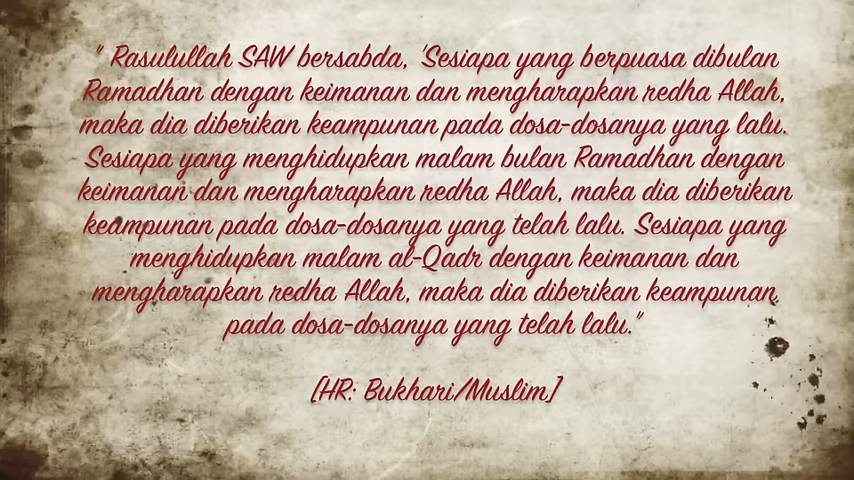 " Rasulullah SAW bersabda, 'Sesiapa yang berpuasa dibulan
Ramadhan dengan keimanan dan mengharapkan redha Allah,
maka dia diberikan keampunan pada dosa-dosanya yang lalu.
Sesiapa yang menghidupkan malam bulan Ramadhan dengan
keimanan dan mengharapkan redha Allah, maka dia diberikan
keampunan pada dosa-dosanya yang telah lalu. Sesiapa yang
menghidupkan malam al-Qadr dengan keimanan dan
mengharapkan redha Allah, maka dia diberikan keampunan
pada dosa-dosanya yang telah lalu."
[HR: Bukhari/Muslim]